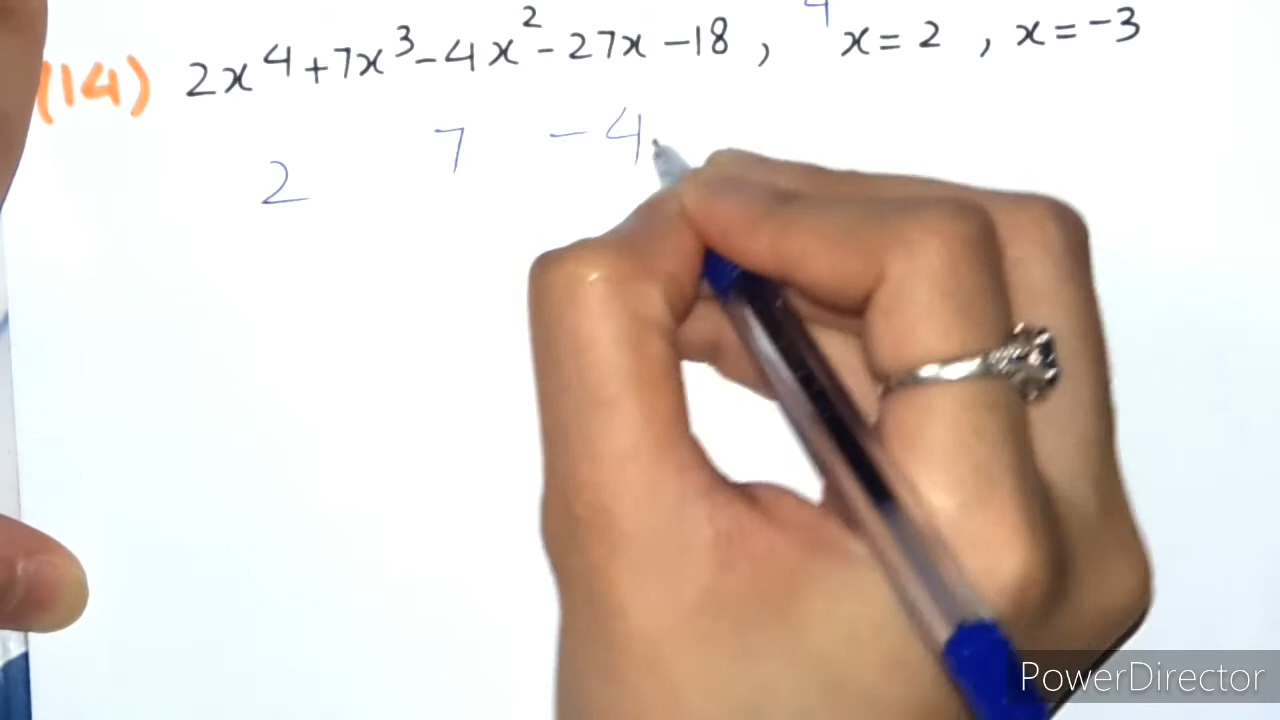 (14) 2x⁴+7x³-4x²-27x-18, x=2, x=-3
2 7 -4
PowerDirector